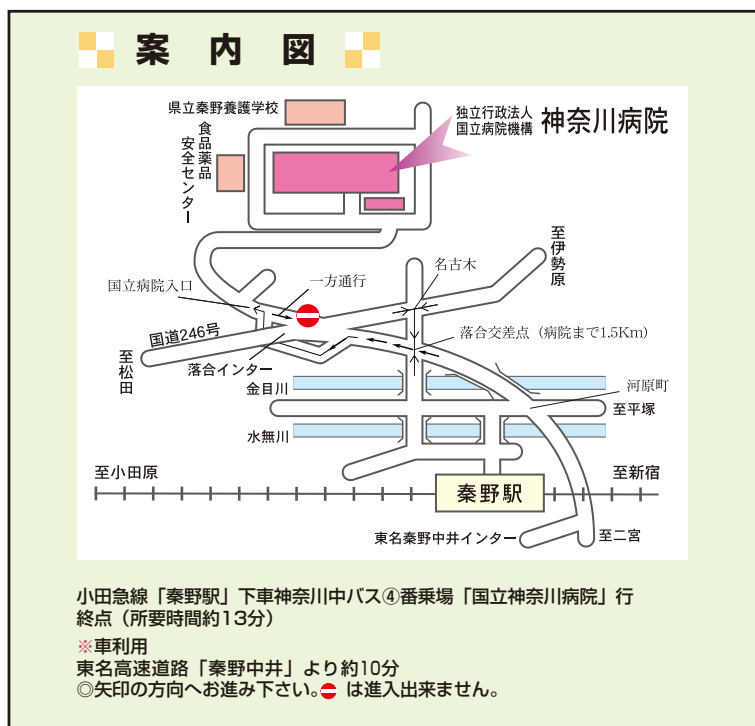 案内図
県立秦野養護学校
独立行政法人
国立病院機構
神奈川病院
食品薬品
安全センター
至伊勢原
名古木
国立病院入口
一方通行
国道246号
落合交差点（病院まで1.5Km）
至松田
落合インター
金目川
河原町
至平塚
水無川
至小田原
至新宿
秦野駅
東名秦野中井インター
至二宮
小田急線「秦野駅」下車神奈川中バス④番乗場「国立神奈川病院」行
終点（所要時間約13分）
※車利用
東名高速道路「秦野中井」より約10分
◎矢印の方向へお進み下さい。⛔は進入出来ません。